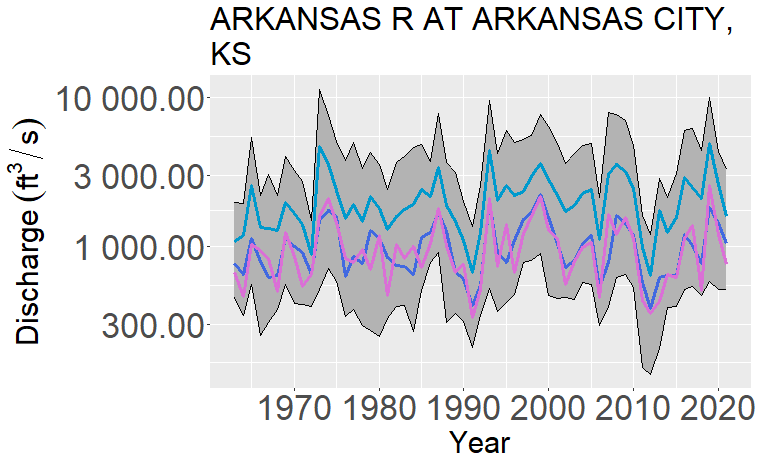 ARKANSAS R AT ARKANSAS CITY,
KS
Discharge (ft³/s)
10 000.00
3 000.00
1 000.00
300.00
1970 1980 1990 2000 2010 2020
Year